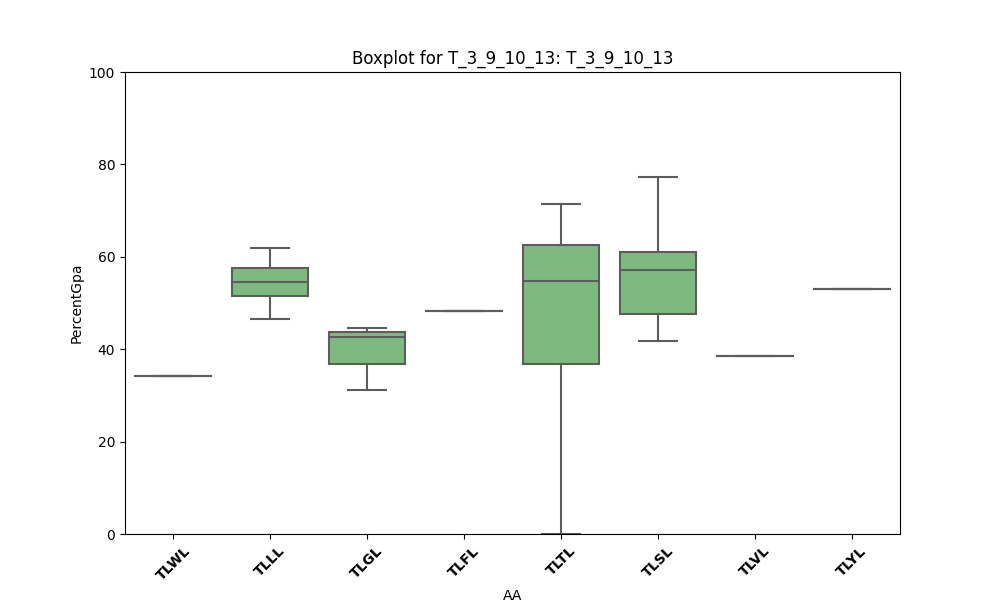 Boxplot for T_3_9_10_13: T_3_9_10_13
100
80
60
40
20
0
PercentGpa
TLWL
TLLL
TLGL
TLFL
TLTL
TLSL
TLVL
TLYL
AA